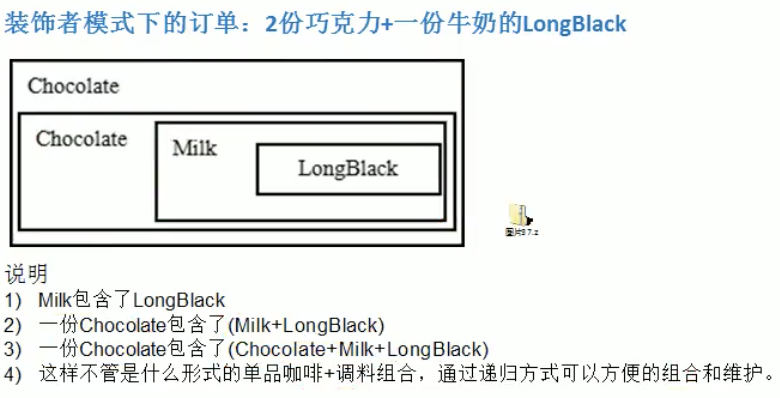 装饰者模式下的订单：2份巧克力+一份牛奶的LongBlack
Chocolate
Chocolate
Milk
LongBlack
说明
1) Milk包含了LongBlack
2) 一份Chocolate包含了(Milk+LongBlack)
3) 一份Chocolate包含了(Chocolate+Milk+LongBlack)
4) 这样不管是什么形式的单品咖啡+调料组合，通过递归方式可以方便的组合和维护。